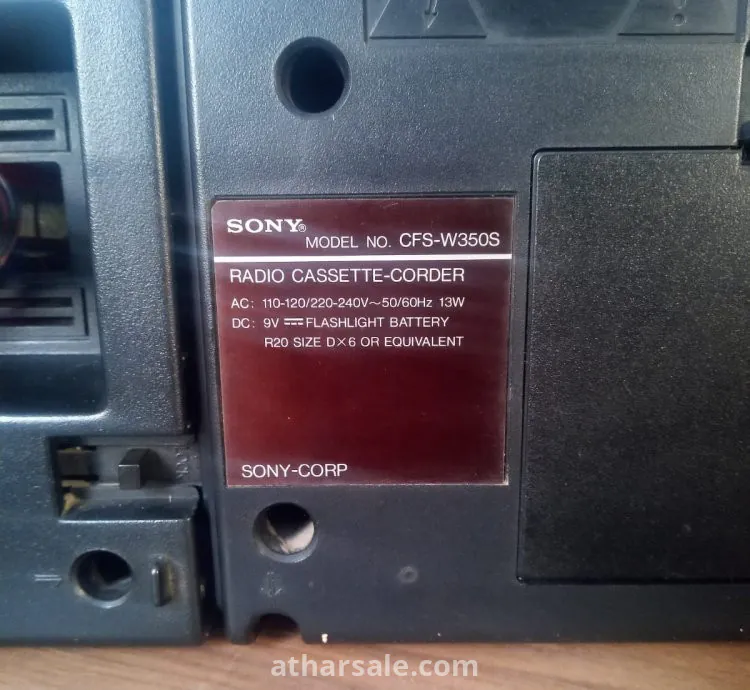 SONY®
MODEL NO. CFS-W350S
RADIO CASSETTE-CORDER
AC: 110-120/220-240V~50/60Hz 13W
DC: 9V ⎓FLASHLIGHT BATTERY
R20 SIZE D×6 OR EQUIVALENT
SONY-CORP
atharsale.com